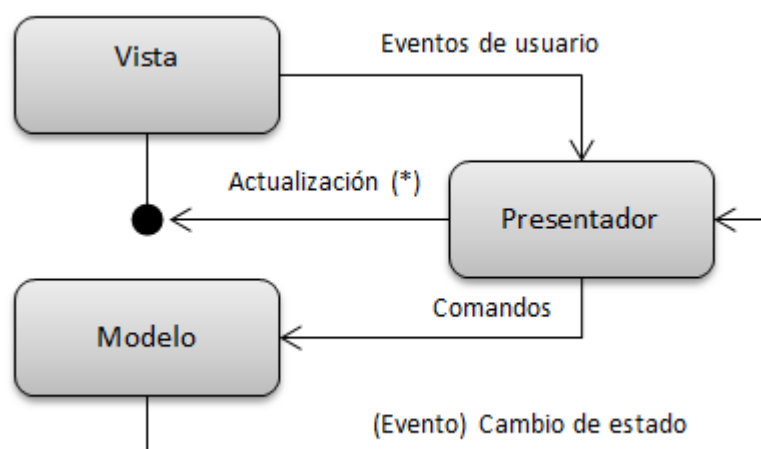 Vista
Eventos de usuario
Actualización (*)
Presentador
Comandos
Modelo
(Evento) Cambio de estado